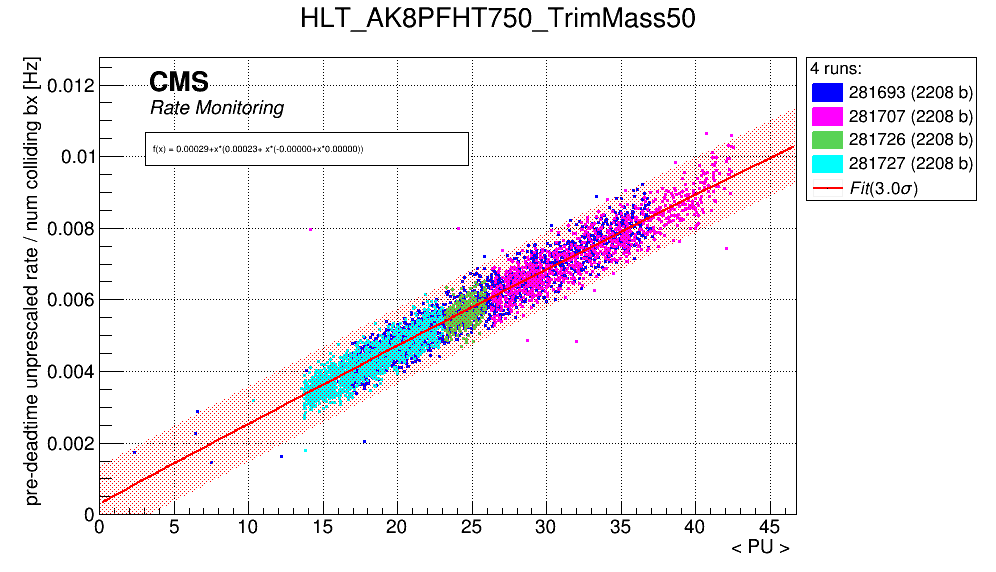 HLT_AK8PFHT750_TrimMass50
pre-deadtime unprescaled rate / num colliding bx [Hz]
0.012
0.01
0.008
0.006
0.004
0.002
0
CMS
Rate Monitoring
f(x) = 0.00029+x*(0.00023+ x*(-0.00000+x*0.00000))
0 5 10 15 20 25 30 35 40 45
< PU >
4 runs:
281693 (2208 b)
281707 (2208 b)
281726 (2208 b)
281727 (2208 b)
Fit(3.0σ)